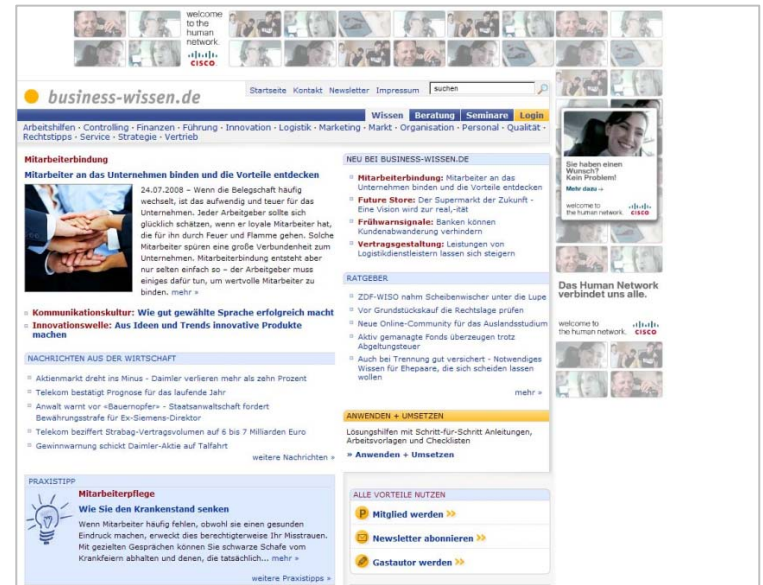 welcome
to the
human
network.
CISCO.
business-wissen.de
Startseite Kontakt Newsletter Impressum
suchen
Wissen Beratung Seminare Login
Arbeitshilfen · Controlling · Finanzen · Führung · Innovation · Logistik · Marketing · Markt · Organisation · Personal · Qualität ·
Rechtstipps · Service · Strategie · Vertrieb
Mitarbeiterbindung
Mitarbeiter an das Unternehmen binden und die Vorteile entdecken
24.07.2008 – Wenn die Belegschaft häufig
wechselt, ist das aufwendig und teuer für das
Unternehmen. Jeder Arbeitgeber sollte sich
glücklich schätzen, wenn er loyale Mitarbeiter hat,
die für ihn durch Feuer und Flamme gehen. Solche
Mitarbeiter spüren eine große Verbundenheit zum
Unternehmen. Mitarbeiterbindung entsteht aber
nur selten einfach so – der Arbeitgeber muss
einiges dafür tun, um wertvolle Mitarbeiter zu
binden. mehr »
Kommunikationskultur: Wie gut gewählte Sprache erfolgreich macht
Innovationswelle: Aus Ideen und Trends innovative Produkte
machen
NACHRICHTEN AUS DER WIRTSCHAFT
Aktienmarkt dreht ins Minus - Daimler verlieren mehr als zehn Prozent
Telekom bestätigt Prognose für das laufende Jahr
Anwalt warnt vor «Bauernopfer» - Staatsanwaltschaft fordert
Bewährungsstrafe für Ex-Siemens-Direktor
Telekom beziffert Strabag-Vertragsvolumen auf 6 bis 7 Milliarden Euro
Gewinnwarnung schickt Daimler-Aktie auf Talfahrt
weitere Nachrichten »
PRAXISTIPP
Mitarbeiterpflege
Wie Sie den Krankenstand senken
Wenn Mitarbeiter häufig fehlen, obwohl sie einen gesunden
Eindruck machen, erweckt dies berechtigterweise Ihr Misstrauen.
Mit gezielten Gesprächen können Sie schwarze Schafe vom
Krankfeiern abhalten und denen, die tatsächlich... mehr »
weitere Praxistipps »
NEU BEI BUSINESS-WISSEN.DE
Mitarbeiterbindung: Mitarbeiter an das
Unternehmen binden und die Vorteile entdecken
Future Store: Der Supermarkt der Zukunft -
Eine Vision wird zur real,-ität
Frühwarnsignale: Banken können
Kundenabwanderung verhindern
Vertragsgestaltung: Leistungen von
Logistikdienstleistern lassen sich steigern
RATGEBER
ZDF-WISO nahm Scheibenwischer unter die Lupe
Vor Grundstückskauf die Rechtslage prüfen
Neue Online-Community für das Auslandsstudium
Aktiv gemanagte Fonds überzeugen trotz
Abgeltungsteuer
Auch bei Trennung gut versichert - Notwendiges
Wissen für Ehepaare, die sich scheiden lassen
wollen
mehr »
ANWENDEN + UMSETZEN
Lösungshilfen mit Schritt-für-Schritt Anleitungen,
Arbeitsvorlagen und Checklisten
» Anwenden + Umsetzen
ALLE VORTEILE NUTZEN
P Mitglied werden »
Newsletter abonnieren »
Gastautor werden »
Sie haben einen
Wunsch?
Kein Problem!
Mehr dazu
welcome to
the human network. CISCO
Das Human Network
verbindet uns alle.
welcome to
the human network. CISCO